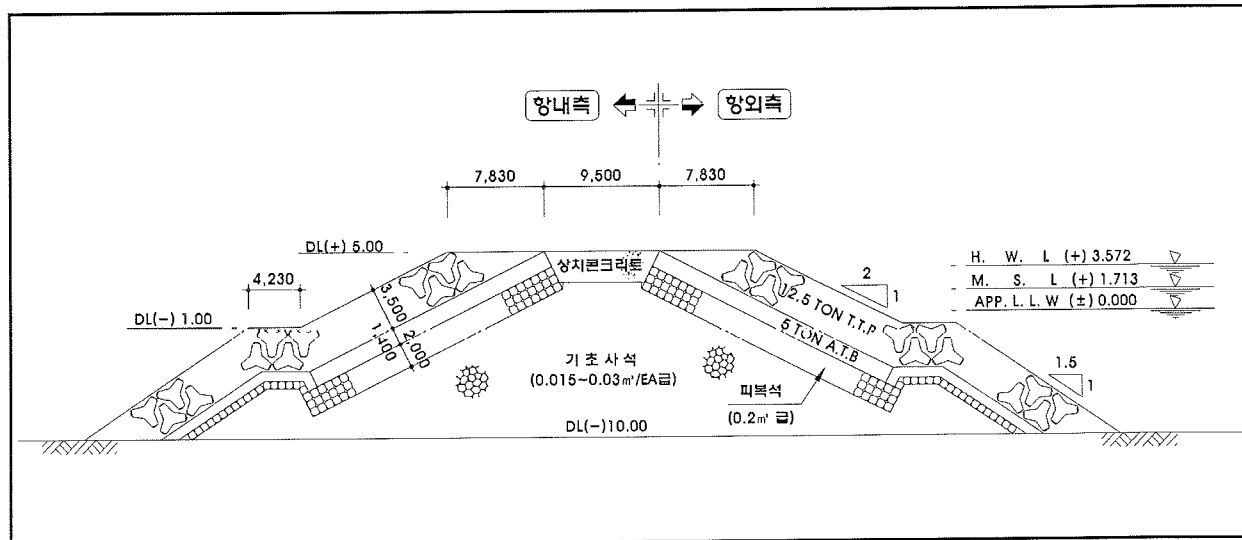 항내측
항외측
7,830
9,500
7,830
DL(+) 5.00
상치콘크리트
H. W. L (+) 3.572
M. S. L (+) 1.713
APP. L. L. W (±) 0.000
4,230
3,500
2
1
12.5 TON T.T.P
DL(-) 1.00
1,400
2,000
5 TON A.T.B
기초사석
(0.015~0.03㎥/EA급)
피복석
(0.2㎥ 급)
1.5
1
DL(-)10.00